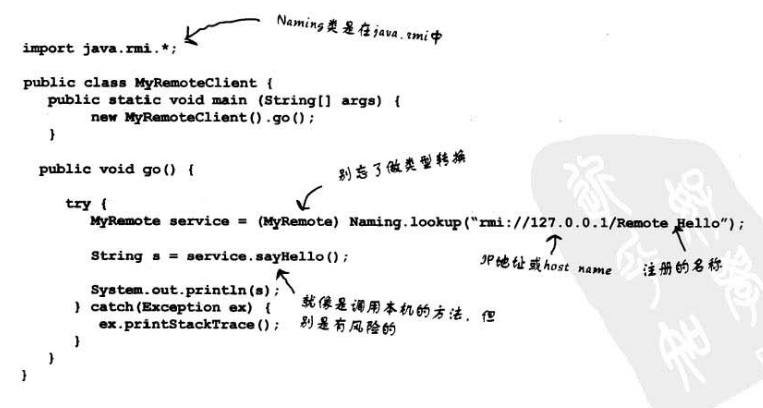 Naming类是在java.rmi中
import java.rmi.*;
public class MyRemoteClient {
public static void main (String[] args) {
new MyRemoteClient().go();
}
public void go() {
别忘了做类型转换
try {
MyRemote service = (MyRemote) Naming.lookup("rmi://127.0.0.1/Remote Hello");
IP地址或host name
注册的名称
String s = service.sayHello();
System.out.println(s);
就像是调用本机的方法，但
别是有风险的
} catch(Exception ex) {
ex.printStackTrace();
}
}
}